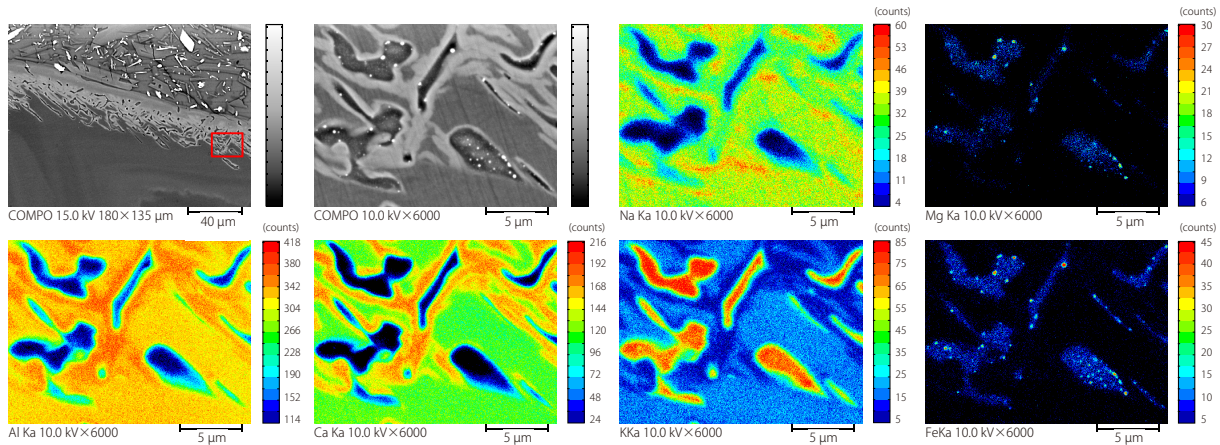 (counts)
60
53
46
39
32
25
18
11
4
(counts)
30
27
24
21
18
15
12
9
6
COMPO 15.0 kV 180×135 μm
40 μm
COMPO 10.0 kV×6000
5 μm
Na Ka 10.0 kV×6000
5 μm
Mg Ka 10.0 kV×6000
5 μm
(counts)
418
380
342
304
266
228
190
152
114
(counts)
216
192
168
144
120
96
72
48
24
(counts)
85
75
65
55
45
35
25
15
5
(counts)
45
40
35
30
25
20
15
10
5
Al Ka 10.0 kV×6000
5 μm
Ca Ka 10.0 kV×6000
5 μm
KKa 10.0 kV×6000
5 μm
FeKa 10.0 kV×6000
5 μm